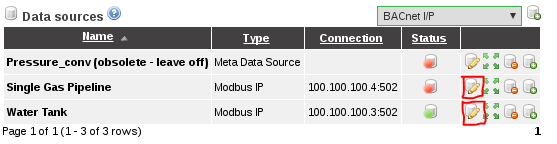 Data sources
BACnet I/P
Name Type Connection Status
Pressure_conv (obsolete - leave off) Meta Data Source
Single Gas Pipeline Modbus IP 100.100.100.4:502
Water Tank Modbus IP 100.100.100.3:502
Page 1 of 1 (1 - 3 of 3 rows) 1